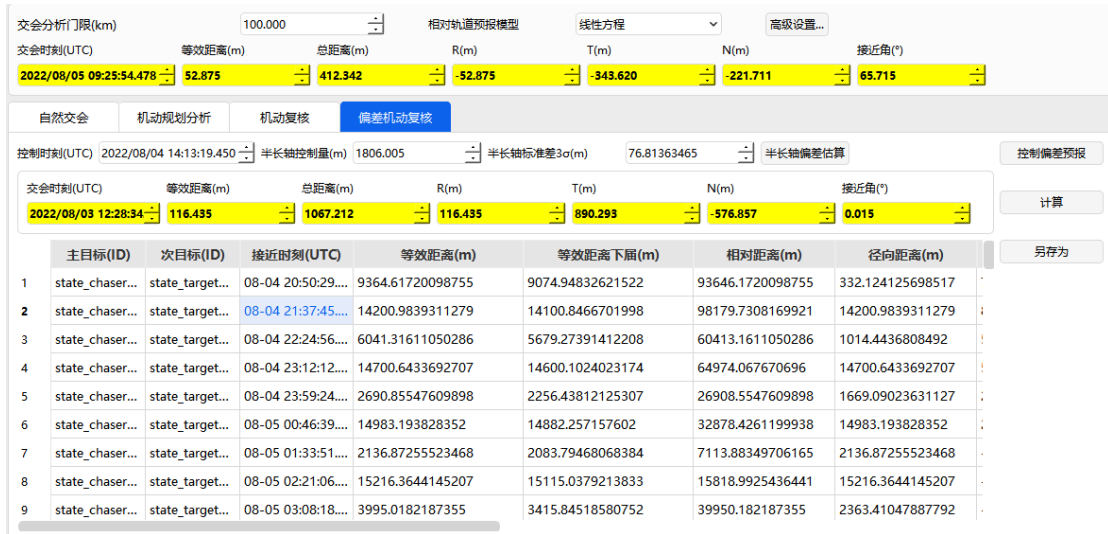 交会分析门限(km) 100.000 相对轨道预报模型 线性方程 高级设置...
交会时刻(UTC) 等效距离(m) 总距离(m) R(m) T(m) N(m) 接近角(°)
2022/08/05 09:25:54.478 52.875 412.342 -52.875 -343.620 -221.711 65.715
自然交会 机动规划分析 机动复核 偏差机动复核
控制时刻(UTC) 2022/08/04 14:13:19.450 半长轴控制量(m) 1806.005 半长轴标准差3σ(m) 76.81363465 半长轴偏差估算 控制偏差预报
交会时刻(UTC) 等效距离(m) 总距离(m) R(m) T(m) N(m) 接近角(°)
计算
2022/08/03 12:28:34 116.435 1067.212 116.435 890.293 -576.857 0.015
主目标(ID) 次目标(ID) 接近时刻(UTC) 等效距离(m) 等效距离下届(m) 相对距离(m) 径向距离(m) 另存为
1 state_chaser... state_target... 08-04 20:50:29.... 9364.61720098755 9074.94832621522 93646.1720098755 332.124125698517
2 state_chaser... state_target... 08-04 21:37:45.... 14200.9839311279 14100.8466701998 98179.7308169921 14200.9839311279
3 state_chaser... state_target... 08-04 22:24:56.... 6041.31611050286 5679.27391412208 60413.1611050286 1014.4436808492
4 state_chaser... state_target... 08-04 23:12:12.... 14700.6433692707 14600.1024023174 64974.067670696 14700.6433692707
5 state_chaser... state_target... 08-04 23:59:24.... 2690.85547609898 2256.43812125307 26908.5547609898 1669.09023631127
6 state_chaser... state_target... 08-05 00:46:39.... 14983.193828352 14882.257157602 32878.4261199938 14983.193828352
7 state_chaser... state_target... 08-05 01:33:51.... 2136.87255523468 2083.79468068384 7113.88349706165 2136.87255523468
8 state_chaser... state_target... 08-05 02:21:06.... 15216.3644145207 15115.0379213833 15818.9925436441 15216.3644145207
9 state_chaser... state_target... 08-05 03:08:18.... 3995.0182187355 3415.84518580752 39950.182187355 2363.41047887792